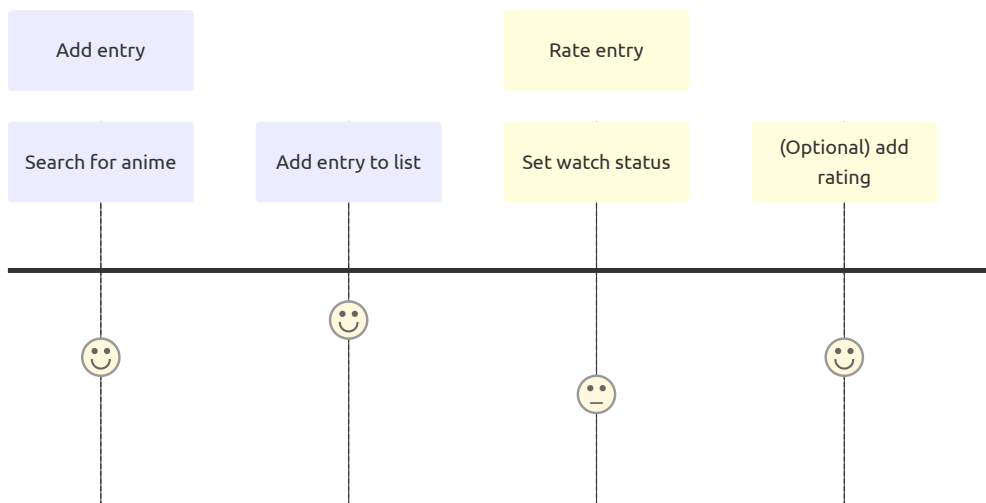 Add entry
Rate entry
Search for anime
Add entry to list
Set watch status
(Optional) add
rating